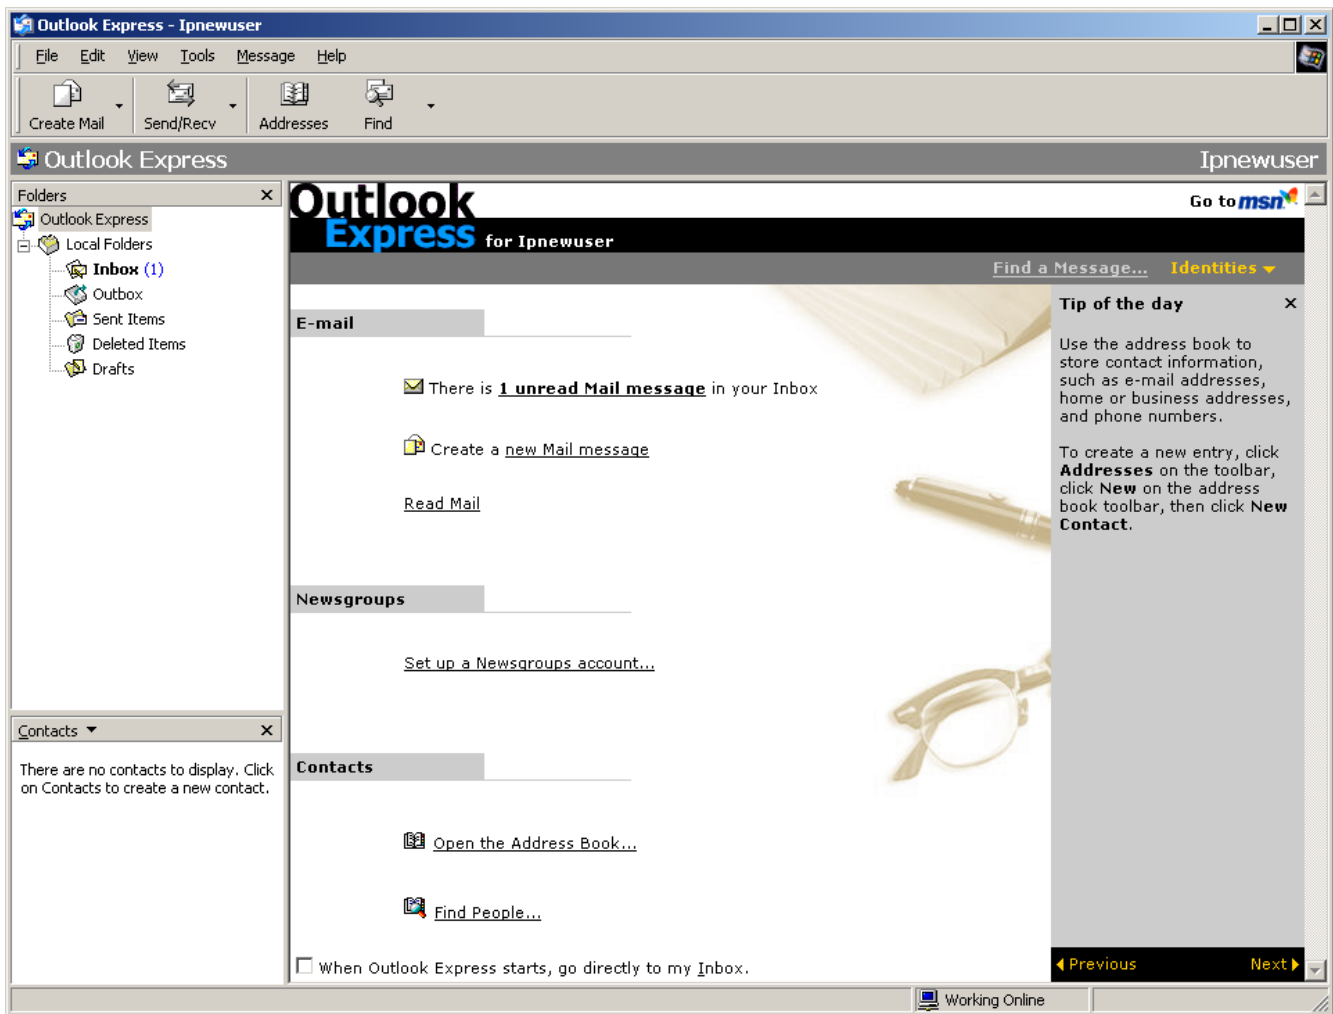 Outlook Express - Ipnewuser
File Edit View Tools Message Help
Create Mail Send/Recv Addresses Find
Outlook Express Ipnewuser
Folders
Outlook Express
Local Folders
Inbox (1)
Outbox
Sent Items
Deleted Items
Drafts
Contacts
There are no contacts to display. Click
on Contacts to create a new contact.
Outlook
Express for Ipnewuser
Go to msn
Find a Message... Identities
E-mail
There is 1 unread Mail message in your Inbox
Create a new Mail message
Read Mail
Newsgroups
Set up a Newsgroups account...
Contacts
Open the Address Book...
Find People...
When Outlook Express starts, go directly to my Inbox.
Tip of the day
Use the address book to
store contact information,
such as e-mail addresses,
home or business addresses,
and phone numbers.
To create a new entry, click
Addresses on the toolbar,
click New on the address
book toolbar, then click New
Contact.
Previous Next
Working Online